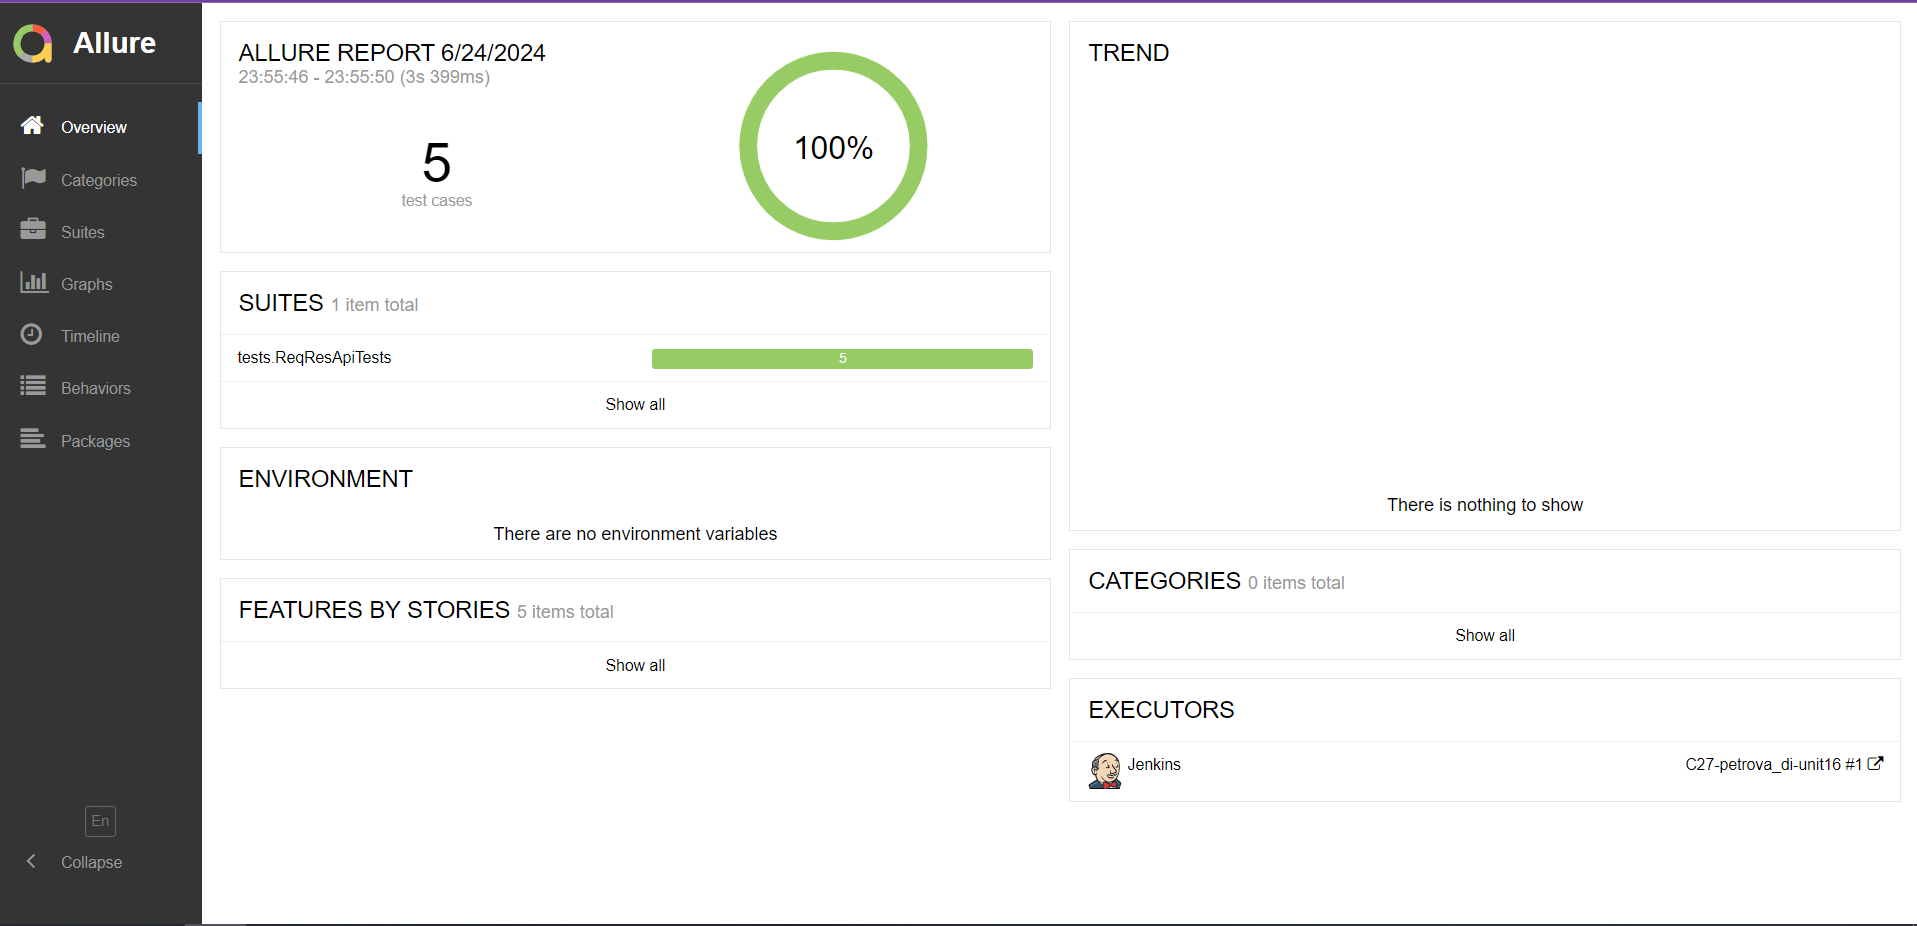 Allure
Overview
Categories
Suites
Graphs
Timeline
Behaviors
Packages
En
Collapse
ALLURE REPORT 6/24/2024
23:55:46 - 23:55:50 (3s 399ms)
5
test cases
100%
SUITES 1 item total
tests.ReqResApiTests 5
Show all
ENVIRONMENT
There are no environment variables
FEATURES BY STORIES 5 items total
Show all
TREND
There is nothing to show
CATEGORIES 0 items total
Show all
EXECUTORS
Jenkins C27-petrova_di-unit16 #1